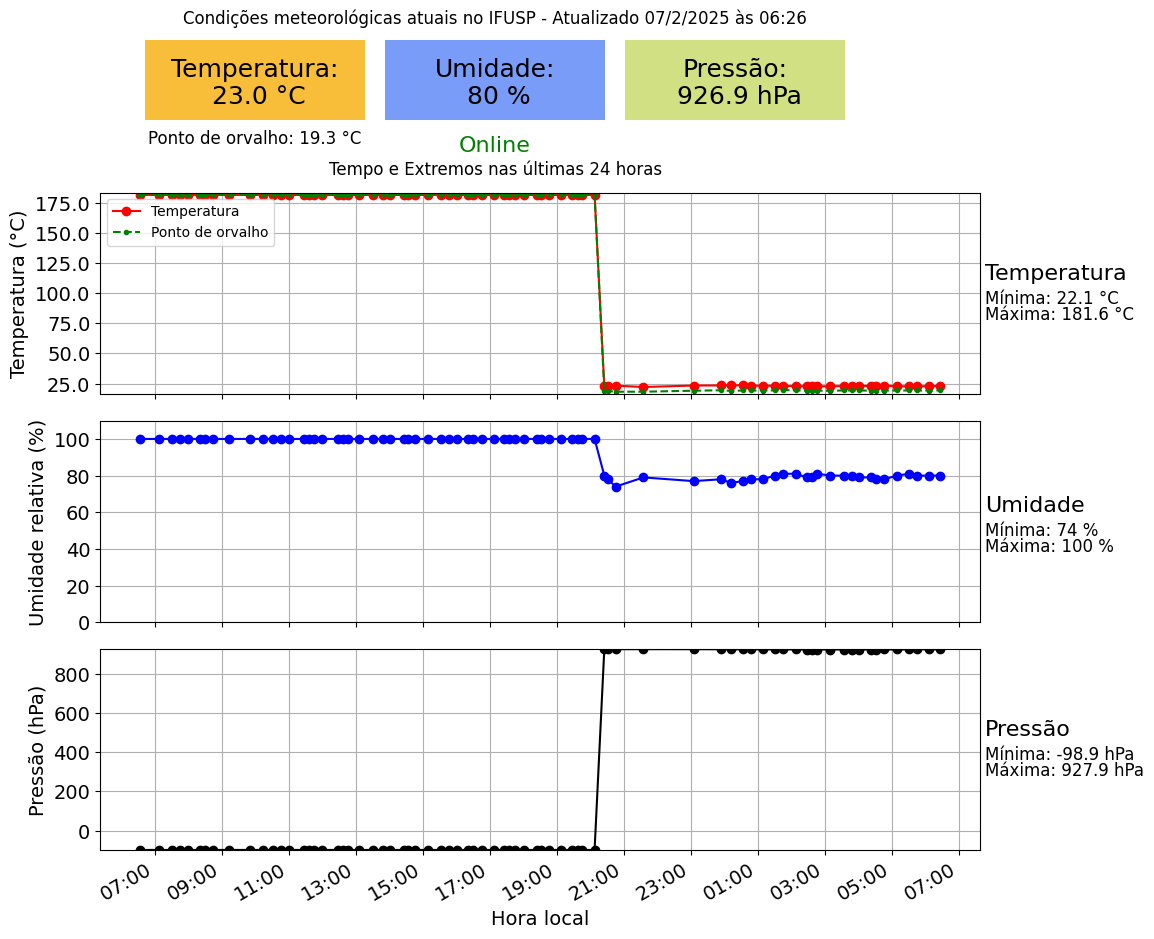 Condições meteorológicas atuais no IFUSP - Atualizado 07/2/2025 às 06:26
Temperatura:
23.0 °C
Umidade:
80 %
Pressão:
926.9 hPa
Ponto de orvalho: 19.3 °C
Online
Tempo e Extremos nas últimas 24 horas
Temperatura (°C)
175.0
150.0
125.0
100.0
75.0
50.0
25.0
Temperatura
Ponto de orvalho
Temperatura
Mínima: 22.1 °C
Máxima: 181.6 °C
Umidade relativa (%)
100
80
60
40
20
0
Umidade
Mínima: 74 %
Máxima: 100 %
Pressão (hPa)
800
600
400
200
0
Pressão
Mínima: -98.9 hPa
Máxima: 927.9 hPa
07:00 09:00 11:00 13:00 15:00 17:00 19:00 21:00 23:00 01:00 03:00 05:00 07:00
Hora local